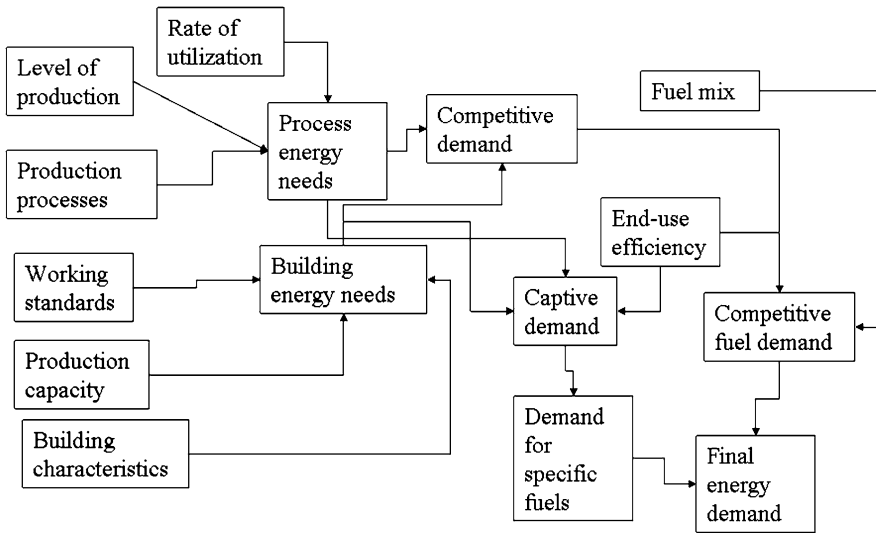 Rate of
utilization
Level of
production
Fuel mix
Process
energy
needs
Competitive
demand
Production
processes
End-use
efficiency
Working
standards
Building
energy needs
Captive
demand
Competitive
fuel demand
Production
capacity
Building
characteristics
Demand
for
specific
fuels
Final
energy
demand